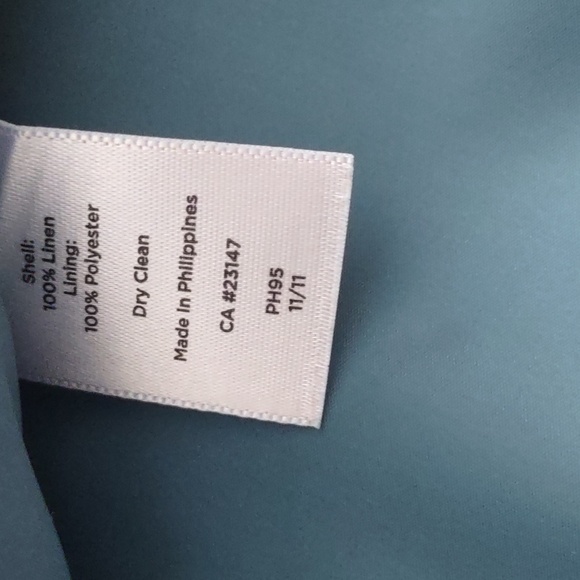 Shell:
100% Linen
Lining:
100% Polyester
Dry Clean
Made In Philippines
CA #23147
PH95
11/11